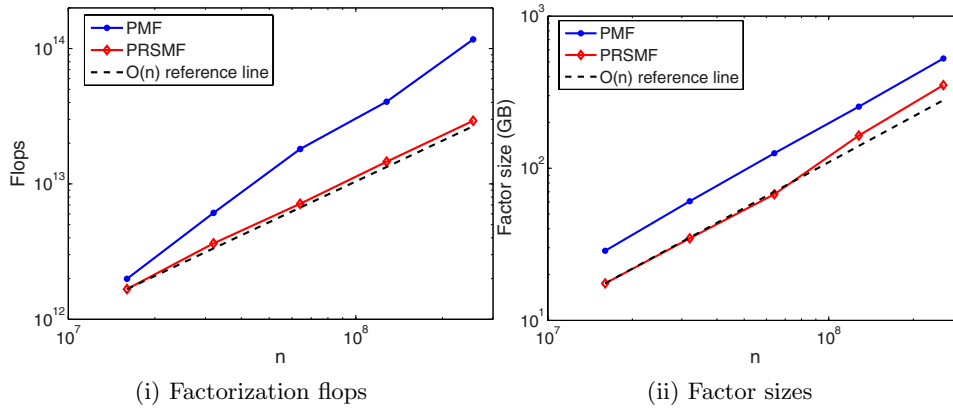 10^14
10^13
10^12
Flops
PMF
PRSMF
O(n) reference line
10^7
10^8
n
(i) Factorization flops
10^3
10^2
10^1
Factor size (GB)
PMF
PRSMF
O(n) reference line
10^7
10^8
n
(ii) Factor sizes